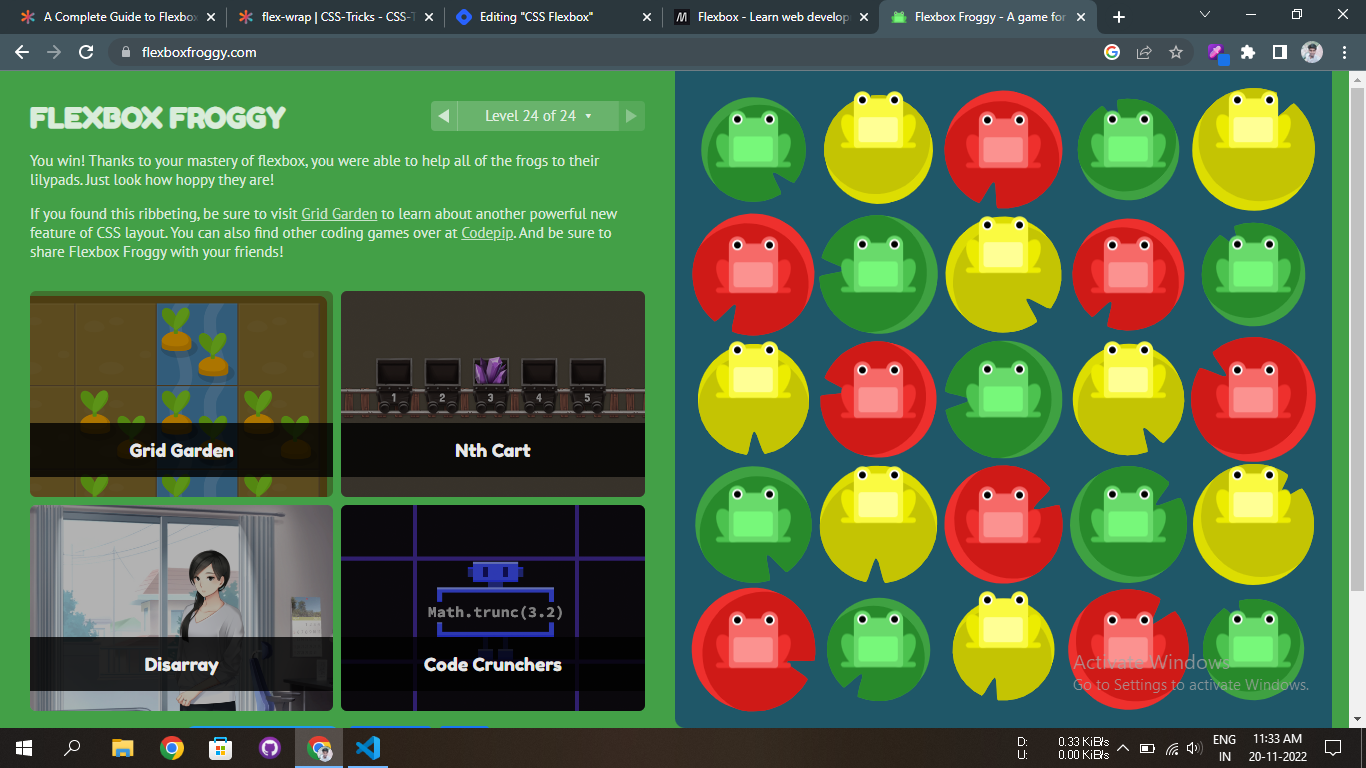 A Complete Guide to Flexbox
flex-wrap | CSS-Tricks - CSS-T
Editing "CSS Flexbox"
Flexbox - Learn web develop
Flexbox Froggy - A game for
flexboxfroggy.com
FLEXBOX FROGGY
Level 24 of 24
You win! Thanks to your mastery of flexbox, you were able to help all of the frogs to their
lilypads. Just look how hoppy they are!
If you found this ribbeting, be sure to visit Grid Garden to learn about another powerful new
feature of CSS layout. You can also find other coding games over at Codepip. And be sure to
share Flexbox Froggy with your friends!
1 2 3 4 5
Grid Garden
Nth Cart
Math.trunc(3.2)
Disarray
Code Crunchers
Activate Windows
Go to Settings to activate Windows.
D: 0.33 KiB/s
U: 0.00 KiB/s
ENG
IN
11:33 AM
20-11-2022